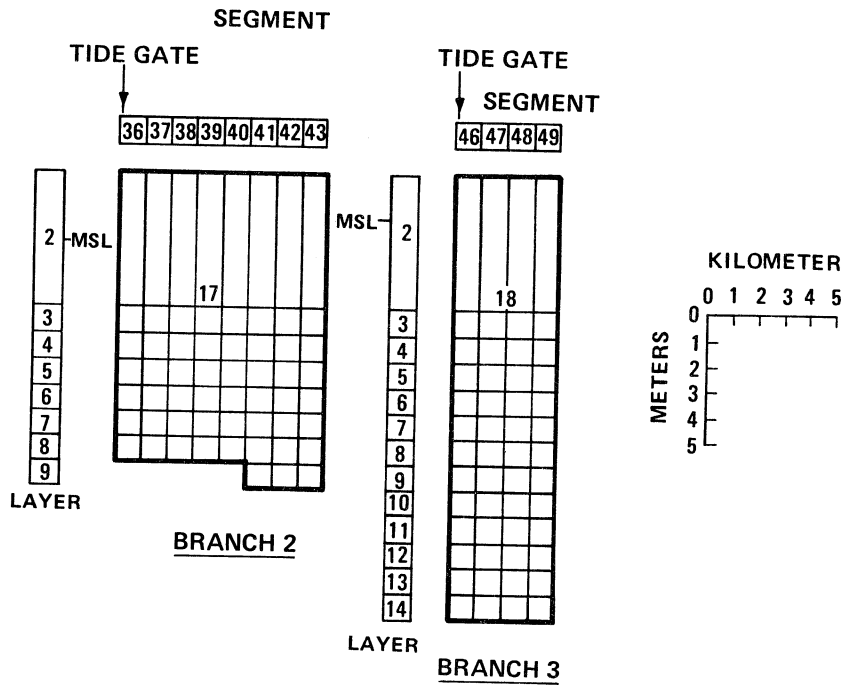 SEGMENT
TIDE GATE
36 37 38 39 40 41 42 43
2
MSL
17
3
4
5
6
7
8
9
LAYER
BRANCH 2
TIDE GATE
SEGMENT
46 47 48 49
MSL
2
18
3
4
5
6
7
8
9
10
11
12
13
14
LAYER
BRANCH 3
KILOMETER
0 1 2 3 4 5
METERS
0
1
2
3
4
5